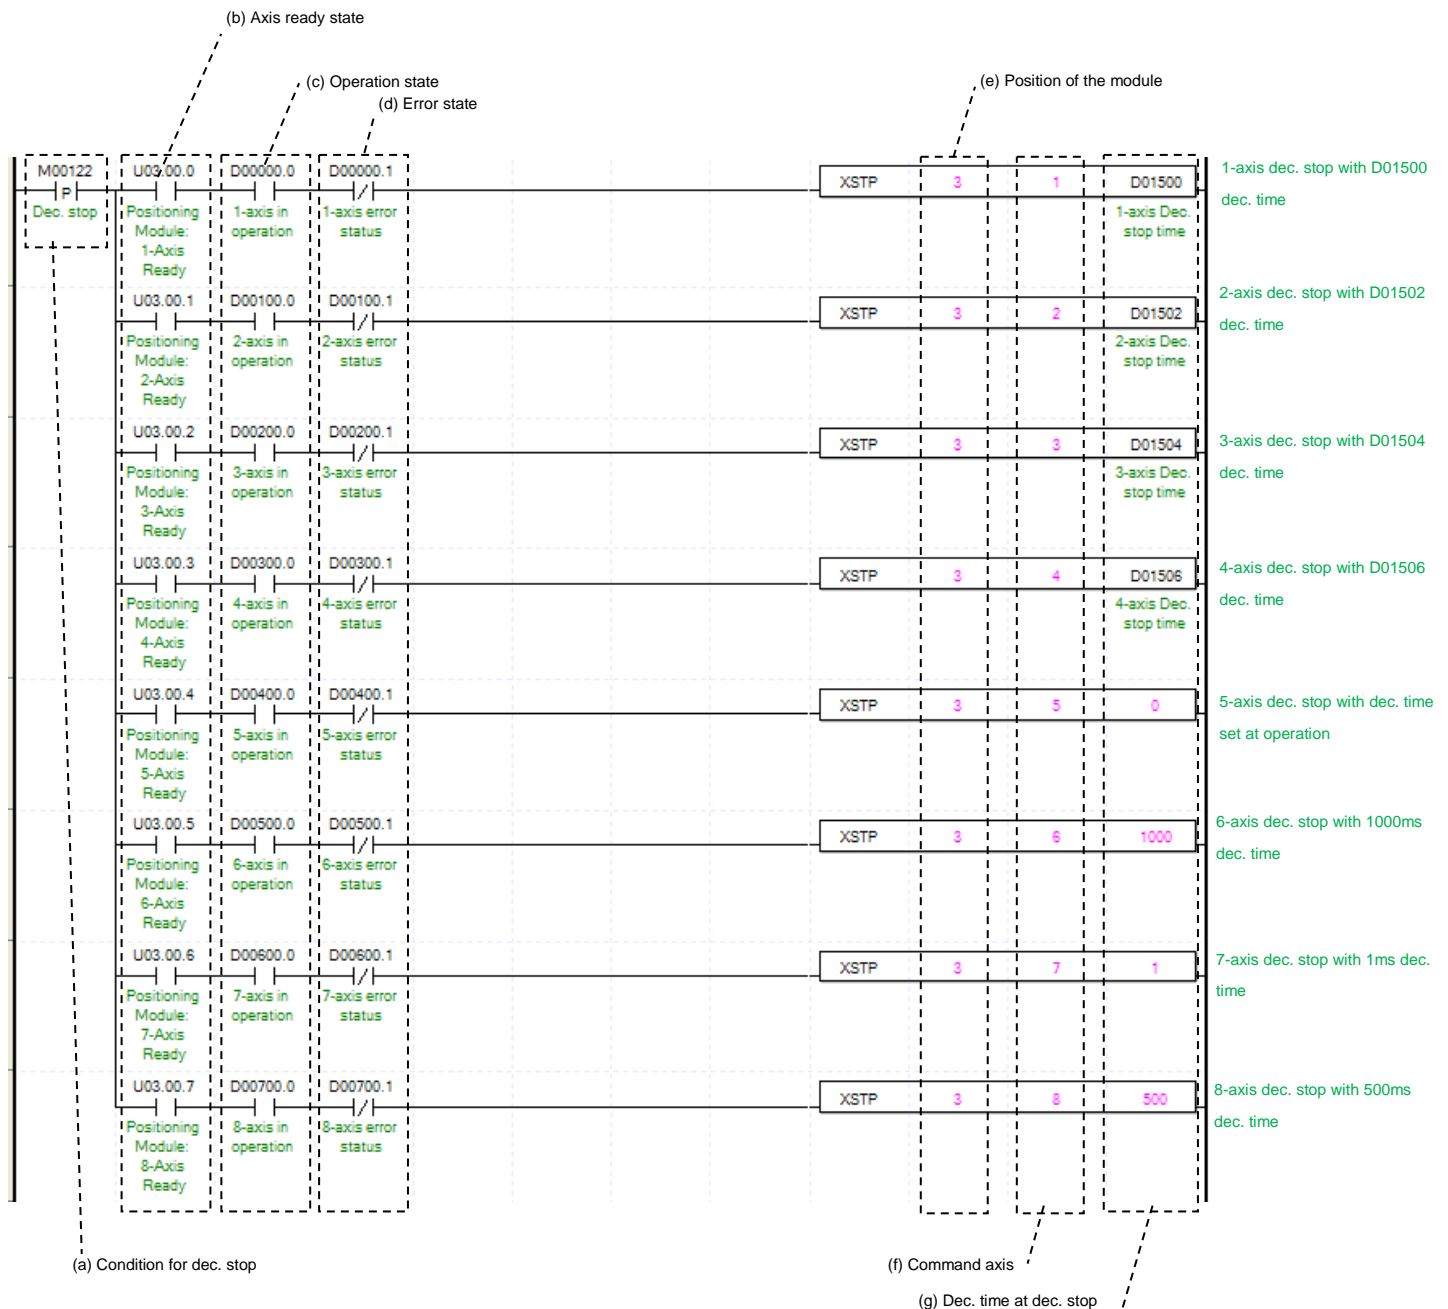 (b) Axis ready state
(c) Operation state
(d) Error state
(e) Position of the module
M00122
P
Dec. stop
U03.00.0 D00000.0 D00000.1
XSTP 3 1 D01500
Positioning Module: 1-Axis Ready
1-axis in operation
1-axis error status
1-axis Dec. stop time
1-axis dec. stop with D01500
dec. time
U03.00.1 D00100.0 D00100.1
XSTP 3 2 D01502
Positioning Module: 2-Axis Ready
2-axis in operation
2-axis error status
2-axis Dec. stop time
2-axis dec. stop with D01502
dec. time
U03.00.2 D00200.0 D00200.1
XSTP 3 3 D01504
Positioning Module: 3-Axis Ready
3-axis in operation
3-axis error status
3-axis Dec. stop time
3-axis dec. stop with D01504
dec. time
U03.00.3 D00300.0 D00300.1
XSTP 3 4 D01506
Positioning Module: 4-Axis Ready
4-axis in operation
4-axis error status
4-axis Dec. stop time
4-axis dec. stop with D01506
dec. time
U03.00.4 D00400.0 D00400.1
XSTP 3 5 0
Positioning Module: 5-Axis Ready
5-axis in operation
5-axis error status
5-axis dec. stop with dec. time
set at operation
U03.00.5 D00500.0 D00500.1
XSTP 3 6 1000
Positioning Module: 6-Axis Ready
6-axis in operation
6-axis error status
6-axis dec. stop with 1000ms
dec. time
U03.00.6 D00600.0 D00600.1
XSTP 3 7 1
Positioning Module: 7-Axis Ready
7-axis in operation
7-axis error status
7-axis dec. stop with 1ms dec.
time
U03.00.7 D00700.0 D00700.1
XSTP 3 8 500
Positioning Module: 8-Axis Ready
8-axis in operation
8-axis error status
8-axis dec. stop with 500ms
dec. time
(a) Condition for dec. stop
(f) Command axis
(g) Dec. time at dec. stop